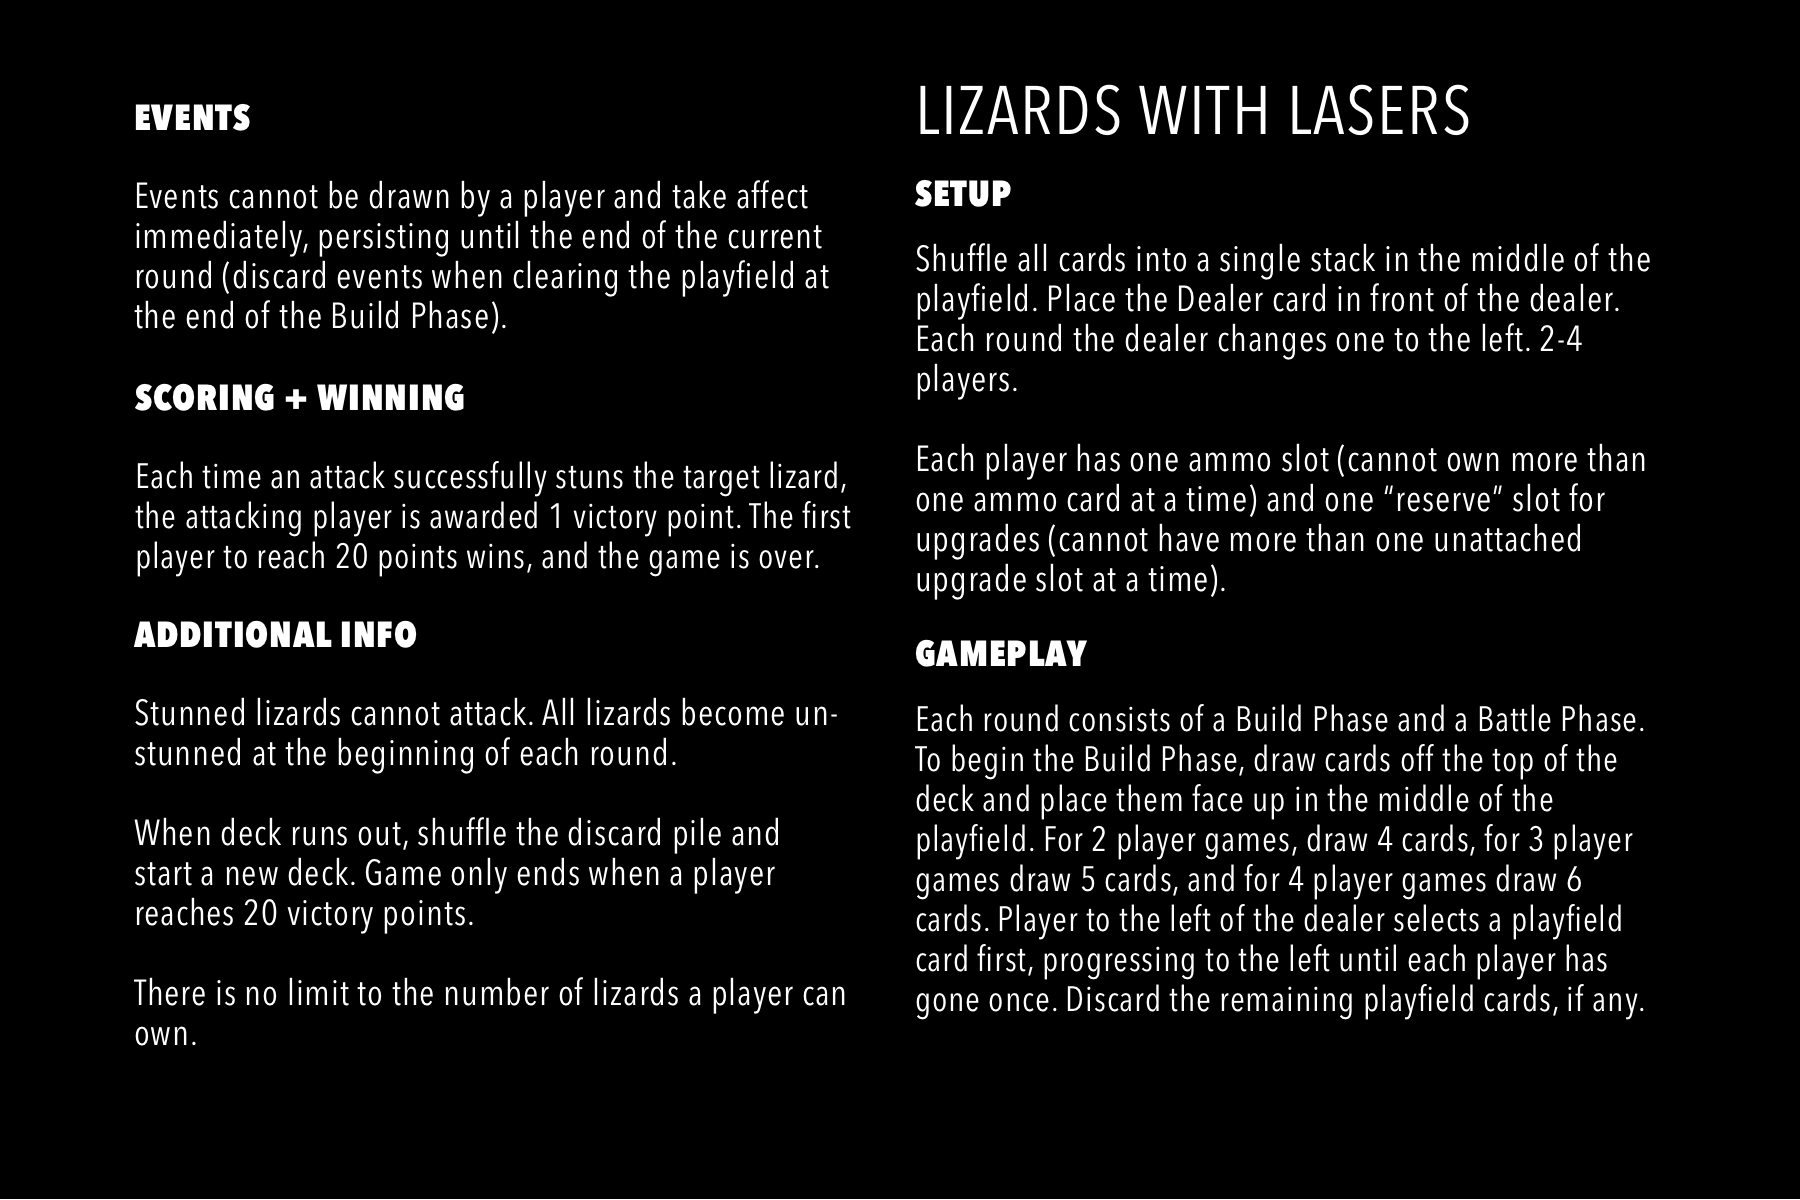 EVENTS
Events cannot be drawn by a player and take affect
immediately, persisting until the end of the current
round (discard events when clearing the playfield at
the end of the Build Phase).
SCORING + WINNING
Each time an attack successfully stuns the target lizard,
the attacking player is awarded 1 victory point. The first
player to reach 20 points wins, and the game is over.
ADDITIONAL INFO
Stunned lizards cannot attack. All lizards become un-
stunned at the beginning of each round.
When deck runs out, shuffle the discard pile and
start a new deck. Game only ends when a player
reaches 20 victory points.
There is no limit to the number of lizards a player can
own.
LIZARDS WITH LASERS
SETUP
Shuffle all cards into a single stack in the middle of the
playfield. Place the Dealer card in front of the dealer.
Each round the dealer changes one to the left. 2-4
players.
Each player has one ammo slot (cannot own more than
one ammo card at a time) and one “reserve” slot for
upgrades (cannot have more than one unattached
upgrade slot at a time).
GAMEPLAY
Each round consists of a Build Phase and a Battle Phase.
To begin the Build Phase, draw cards off the top of the
deck and place them face up in the middle of the
playfield. For 2 player games, draw 4 cards, for 3 player
games draw 5 cards, and for 4 player games draw 6
cards. Player to the left of the dealer selects a playfield
card first, progressing to the left until each player has
gone once. Discard the remaining playfield cards, if any.